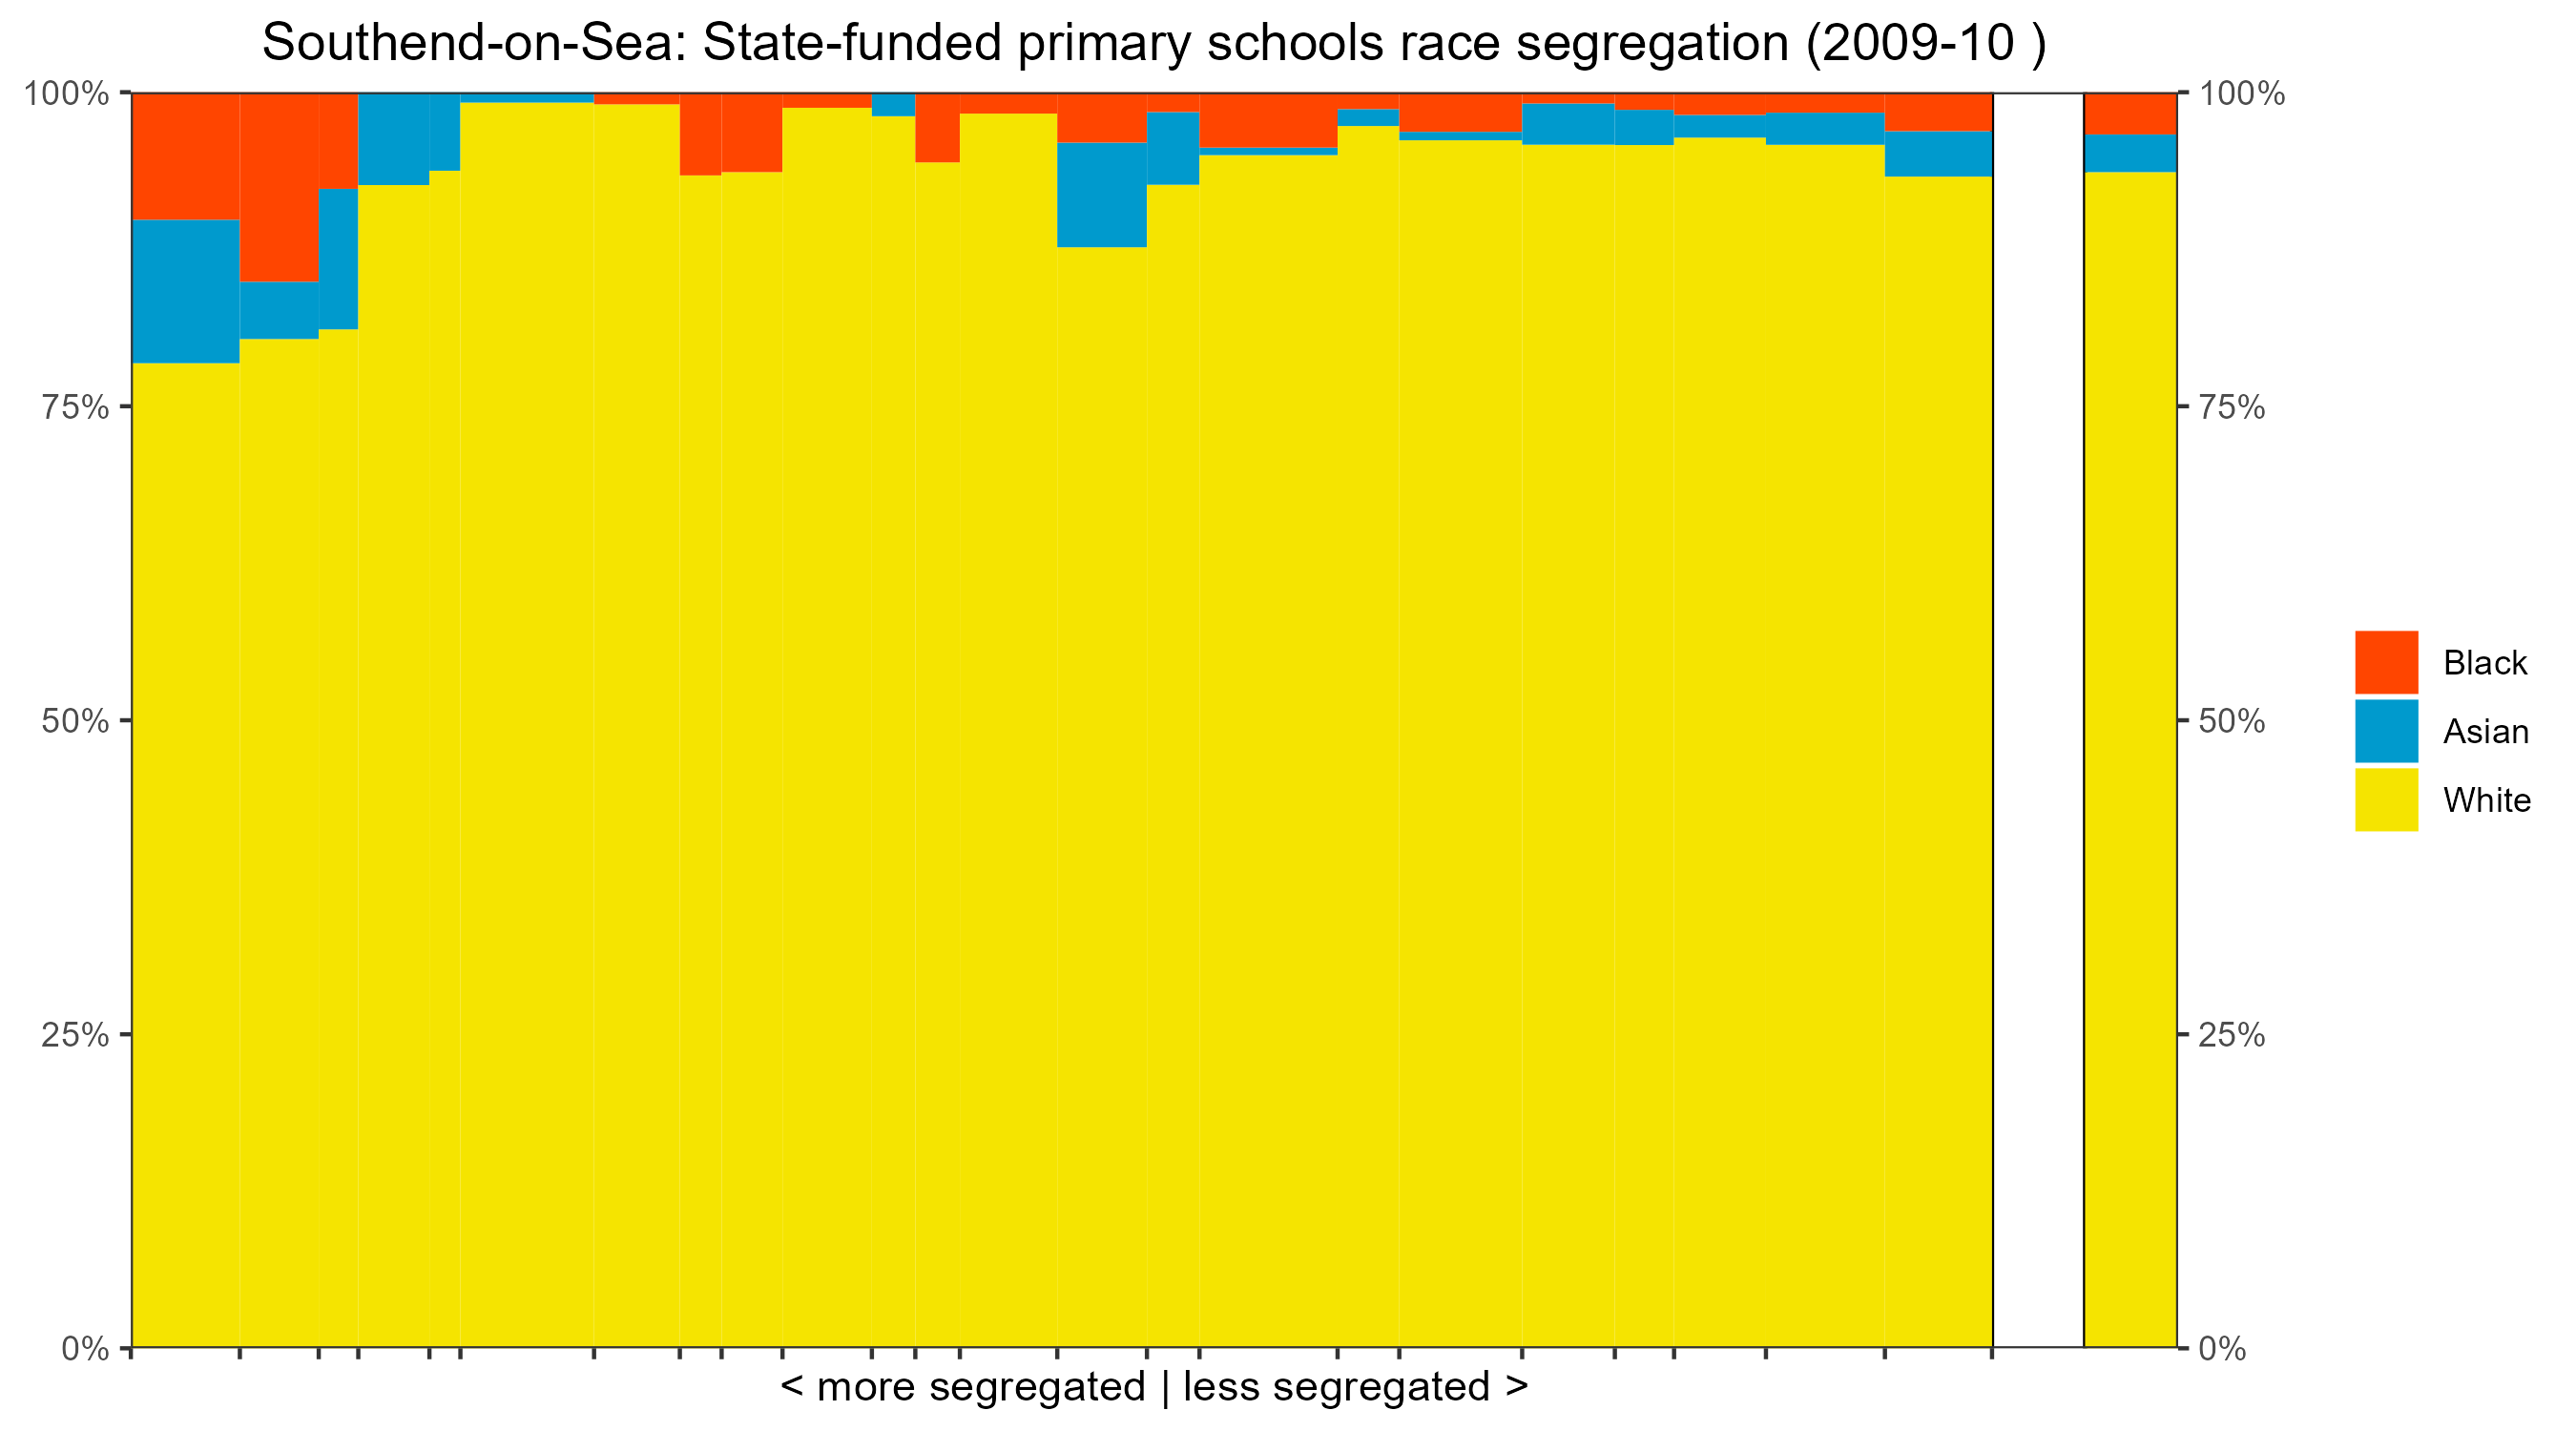 Southend-on-Sea: State-funded primary schools race segregation (2009-10 )
100%
75%
50%
25%
0%
100%
75%
50%
25%
0%
Black
Asian
White
< more segregated | less segregated >